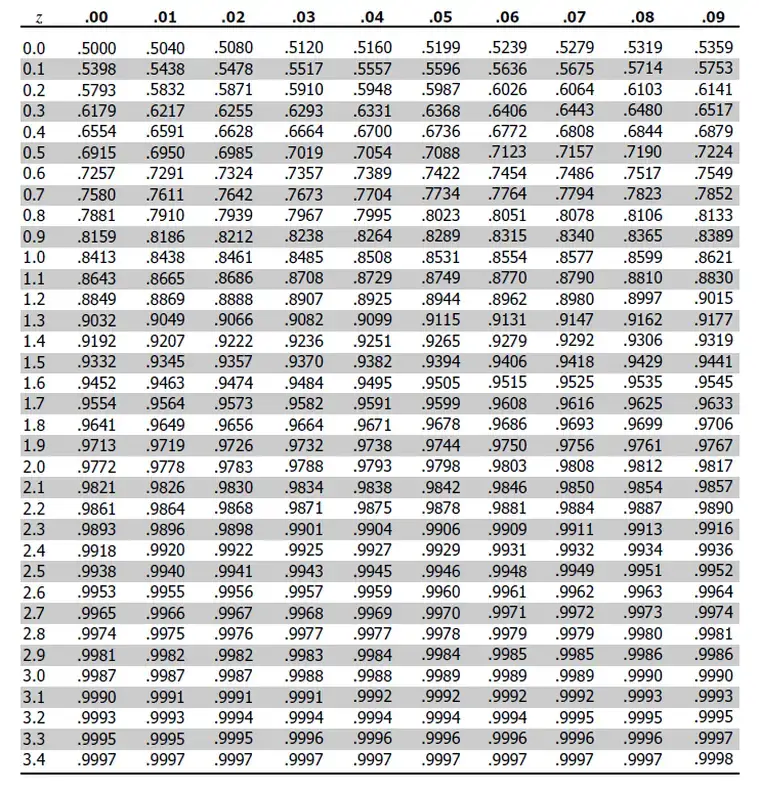 z .00 .01 .02 .03 .04 .05 .06 .07 .08 .09
0.0 .5000 .5040 .5080 .5120 .5160 .5199 .5239 .5279 .5319 .5359
0.1 .5398 .5438 .5478 .5517 .5557 .5596 .5636 .5675 .5714 .5753
0.2 .5793 .5832 .5871 .5910 .5948 .5987 .6026 .6064 .6103 .6141
0.3 .6179 .6217 .6255 .6293 .6331 .6368 .6406 .6443 .6480 .6517
0.4 .6554 .6591 .6628 .6664 .6700 .6736 .6772 .6808 .6844 .6879
0.5 .6915 .6950 .6985 .7019 .7054 .7088 .7123 .7157 .7190 .7224
0.6 .7257 .7291 .7324 .7357 .7389 .7422 .7454 .7486 .7517 .7549
0.7 .7580 .7611 .7642 .7673 .7704 .7734 .7764 .7794 .7823 .7852
0.8 .7881 .7910 .7939 .7967 .7995 .8023 .8051 .8078 .8106 .8133
0.9 .8159 .8186 .8212 .8238 .8264 .8289 .8315 .8340 .8365 .8389
1.0 .8413 .8438 .8461 .8485 .8508 .8531 .8554 .8577 .8599 .8621
1.1 .8643 .8665 .8686 .8708 .8729 .8749 .8770 .8790 .8810 .8830
1.2 .8849 .8869 .8888 .8907 .8925 .8944 .8962 .8980 .8997 .9015
1.3 .9032 .9049 .9066 .9082 .9099 .9115 .9131 .9147 .9162 .9177
1.4 .9192 .9207 .9222 .9236 .9251 .9265 .9279 .9292 .9306 .9319
1.5 .9332 .9345 .9357 .9370 .9382 .9394 .9406 .9418 .9429 .9441
1.6 .9452 .9463 .9474 .9484 .9495 .9505 .9515 .9525 .9535 .9545
1.7 .9554 .9564 .9573 .9582 .9591 .9599 .9608 .9616 .9625 .9633
1.8 .9641 .9649 .9656 .9664 .9671 .9678 .9686 .9693 .9699 .9706
1.9 .9713 .9719 .9726 .9732 .9738 .9744 .9750 .9756 .9761 .9767
2.0 .9772 .9778 .9783 .9788 .9793 .9798 .9803 .9808 .9812 .9817
2.1 .9821 .9826 .9830 .9834 .9838 .9842 .9846 .9850 .9854 .9857
2.2 .9861 .9864 .9868 .9871 .9875 .9878 .9881 .9884 .9887 .9890
2.3 .9893 .9896 .9898 .9901 .9904 .9906 .9909 .9911 .9913 .9916
2.4 .9918 .9920 .9922 .9925 .9927 .9929 .9931 .9932 .9934 .9936
2.5 .9938 .9940 .9941 .9943 .9945 .9946 .9948 .9949 .9951 .9952
2.6 .9953 .9955 .9956 .9957 .9959 .9960 .9961 .9962 .9963 .9964
2.7 .9965 .9966 .9967 .9968 .9969 .9970 .9971 .9972 .9973 .9974
2.8 .9974 .9975 .9976 .9977 .9977 .9978 .9979 .9979 .9980 .9981
2.9 .9981 .9982 .9982 .9983 .9984 .9984 .9985 .9985 .9986 .9986
3.0 .9987 .9987 .9987 .9988 .9988 .9989 .9989 .9989 .9990 .9990
3.1 .9990 .9991 .9991 .9991 .9992 .9992 .9992 .9992 .9993 .9993
3.2 .9993 .9993 .9994 .9994 .9994 .9994 .9994 .9995 .9995 .9995
3.3 .9995 .9995 .9995 .9996 .9996 .9996 .9996 .9996 .9996 .9997
3.4 .9997 .9997 .9997 .9997 .9997 .9997 .9997 .9997 .9997 .9998